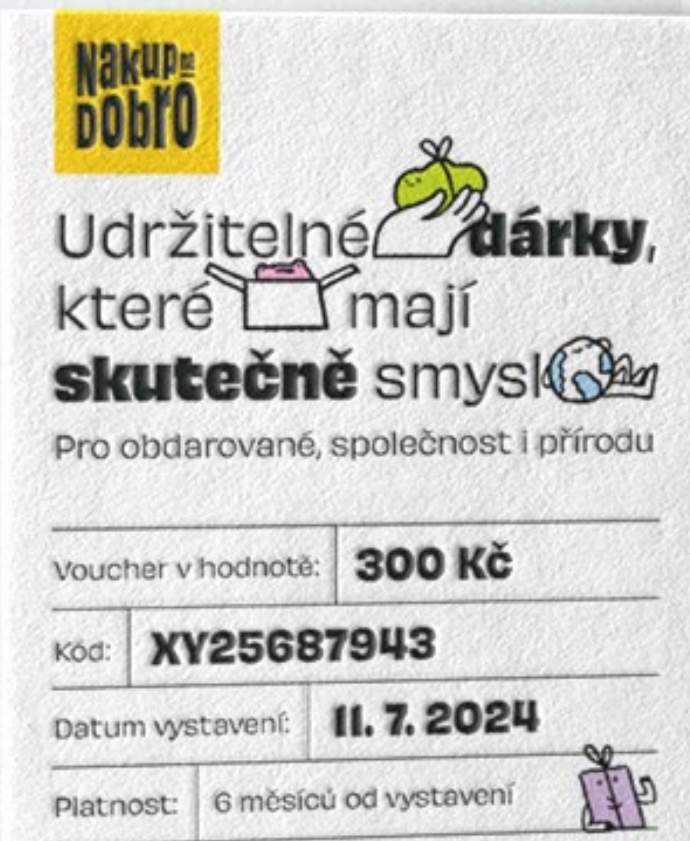 Nakup na
Dobro
Udržitelné dárky,
které mají
skutečně smysl
Pro obdarované, společnost i přírodu
Voucher v hodnotě: 300 Kč
Kód: XY25687943
Datum vystavení: 11. 7. 2024
Platnost: 6 měsíců od vystavení